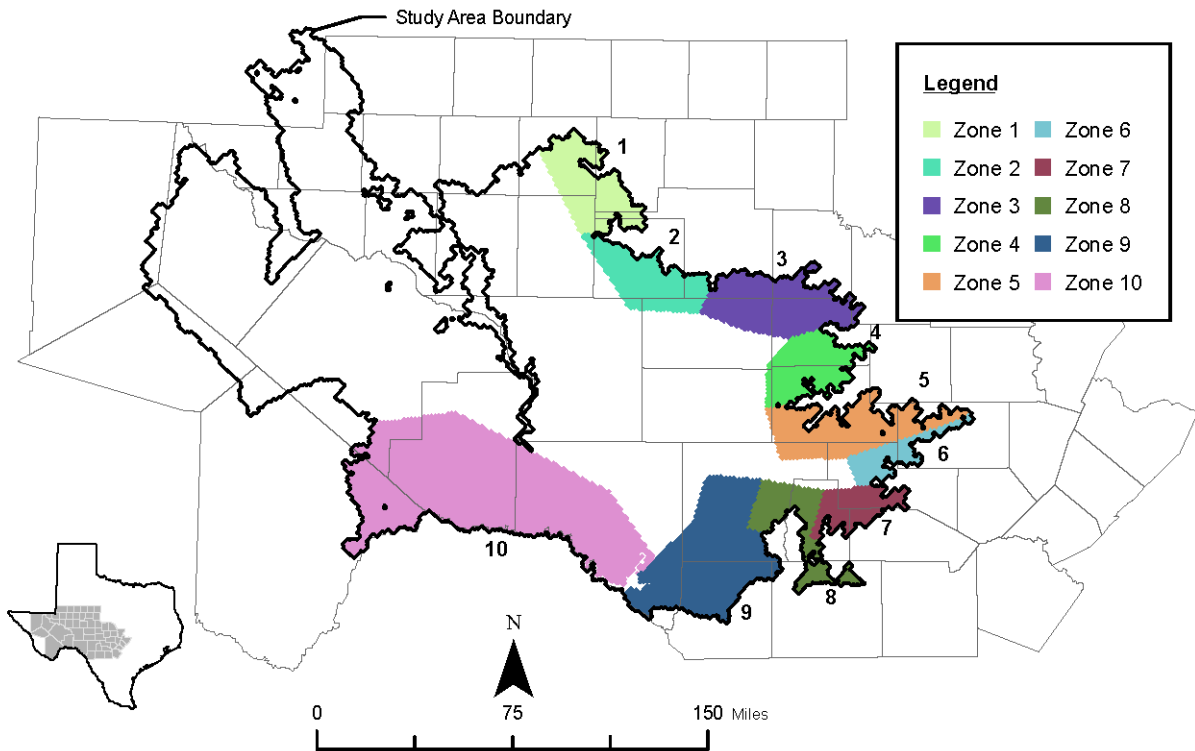 Study Area Boundary
Legend
Zone 1 Zone 6
Zone 2 Zone 7
Zone 3 Zone 8
Zone 4 Zone 9
Zone 5 Zone 10
1
2
3
4
5
6
7
2
10
8
9
N
0 75 150 Miles